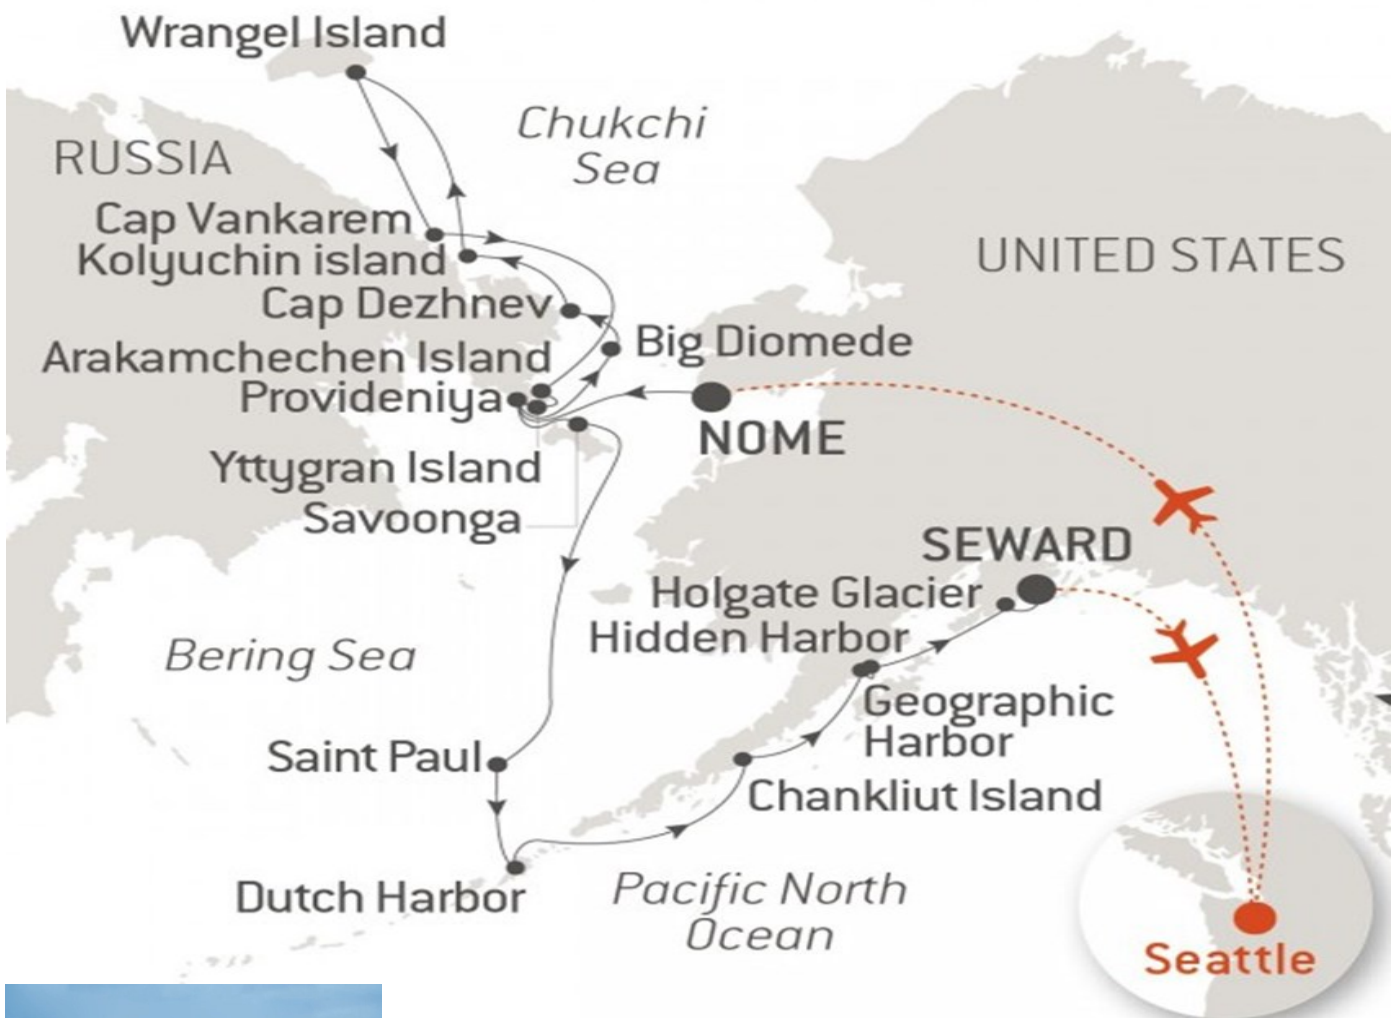 Wrangel Island
Chukchi
Sea
RUSSIA
Cap Vankarem
Kolyuchin island
UNITED STATES
Cap Dezhnev
Arakamchechen Island
Big Diomede
Provideniya
NOME
Yttygran Island
Savoonga
SEWARD
Holgate Glacier
Hidden Harbor
Bering Sea
Geographic
Harbor
Saint Paul
Chankliut Island
Dutch Harbor
Pacific North
Ocean
Seattle